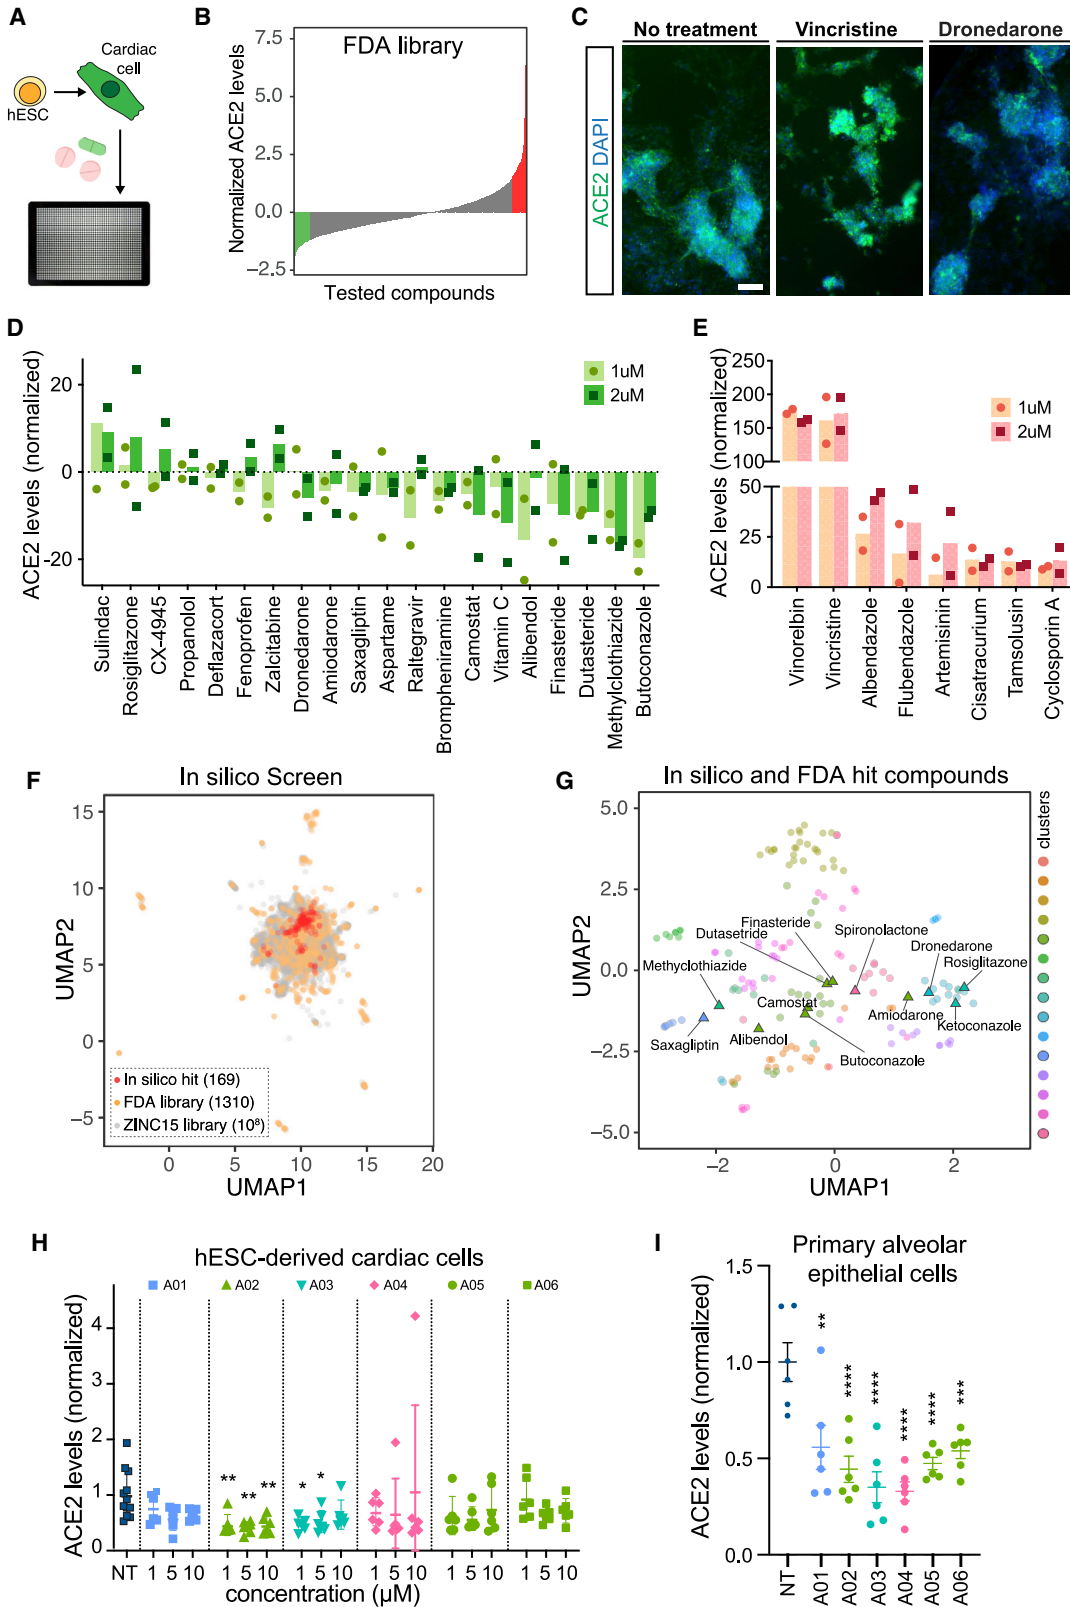 A
Cardiac
cell
hESC
B
FDA library
Normalized ACE2 levels
7.5
5.0
2.5
0.0
−2.5
Tested compounds
C
No treatment
Vincristine
Dronedarone
ACE2 DAPI
D
ACE2 levels (normalized)
20
0
−20
1uM
2uM
Sulindac
Rosiglitazone
CX-4945
Propanolol
Deflazacort
Fenoprofen
Zalcitabine
Dronedarone
Amiodarone
Saxagliptin
Aspartame
Raltegravir
Brompheniramine
Camostat
Vitamin C
Alibendol
Finasteride
Dutasteride
Methylclothiazide
Butoconazole
E
ACE2 levels (normalized)
250
200
150
100
50
25
0
1uM
2uM
Vinorelbin
Vincristine
Albendazole
Flubendazole
Artemisinin
Cisatracurium
Tamsolusin
Cyclosporin A
F
In silico Screen
UMAP2
15
10
5
0
−5
In silico hit (169)
FDA library (1310)
ZINC15 library (10⁸)
0
5
10
15
20
UMAP1
G
In silico and FDA hit compounds
UMAP2
5.0
2.5
0.0
−2.5
−5.0
Finasteride
Dutasetride
Spironolactone
Dronedarone
Rosiglitazone
Methyclothiazide
Camostat
Amiodarone
Ketoconazole
Saxagliptin
Alibendol
Butoconazole
−2
0
2
UMAP1
clusters
H
hESC-derived cardiac cells
A01
A02
A03
A04
A05
A06
ACE2 levels (normalized)
4
3
2
1
0
**
**
**
*
*
NT
1 5 10
1 5 10
1 5 10
1 5 10
1 5 10
1 5 10
concentration (µM)
I
Primary alveolar
epithelial cells
ACE2 levels (normalized)
1.5
1.0
0.5
0.0
**
****
****
****
****
***
NT
A01
A02
A03
A04
A05
A06